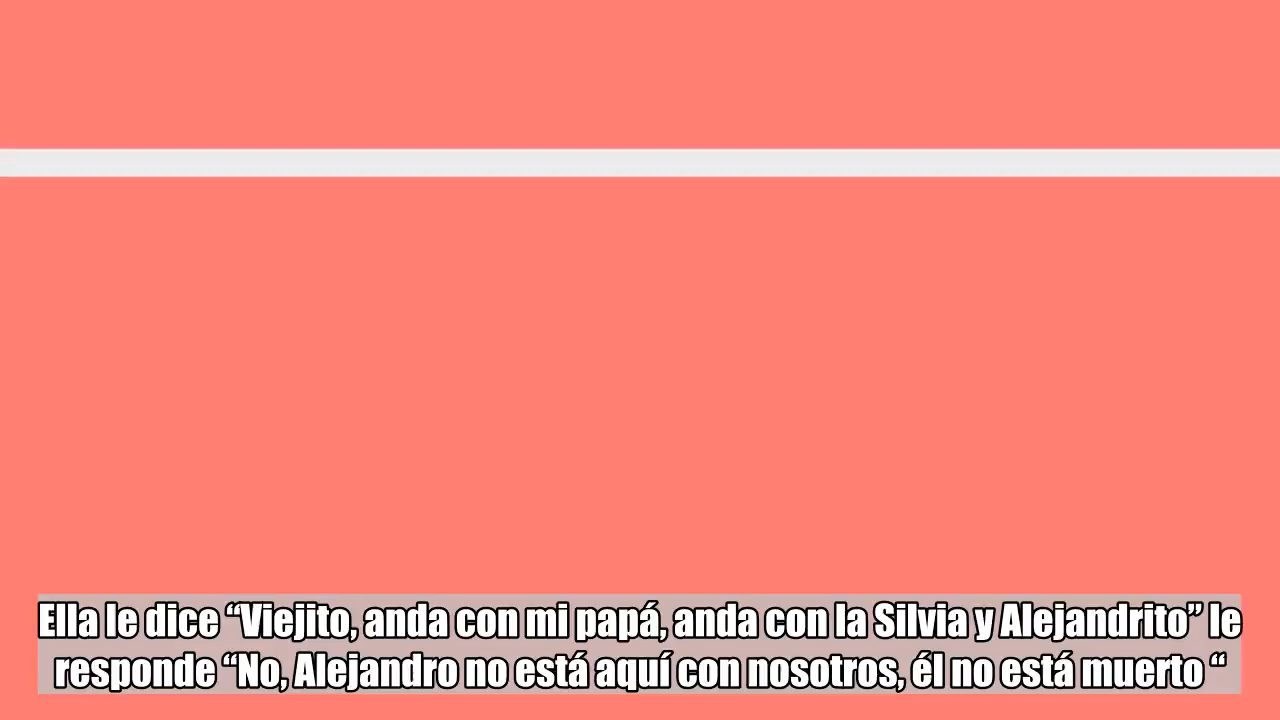 Ella le dice “Viejito, anda con mi papá, anda con la Silvia y Alejandrito” le
responde “No, Alejandro no está aquí con nosotros, él no está muerto “